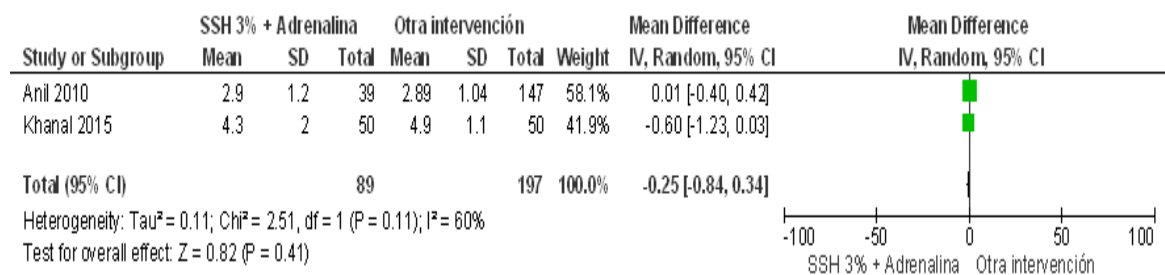 SSH 3% + Adrenalina Otra intervención Mean Difference Mean Difference
Study or Subgroup Mean SD Total Mean SD Total Weight IV, Random, 95% CI IV, Random, 95% CI
Anil 2010 2.9 1.2 39 2.89 1.04 147 58.1% 0.01 [-0.40, 0.42]
Khanal 2015 4.3 2 50 4.9 1.1 50 41.9% -0.60 [-1.23, 0.03]
Total (95% CI) 89 197 100.0% -0.25 [-0.84, 0.34]
Heterogeneity: Tau² = 0.11; Chi² = 2.51, df = 1 (P = 0.11); I² = 60%
Test for overall effect: Z = 0.82 (P = 0.41)
-100 -50 0 50 100
SSH 3% + Adrenalina Otra intervención